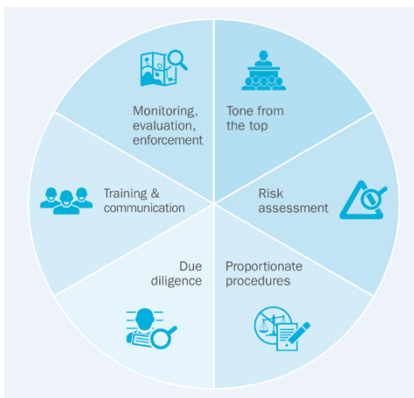 Monitoring,
evaluation,
enforcement
Tone from
the top
Training &
communication
Risk
assessment
Due
diligence
Proportionate
procedures